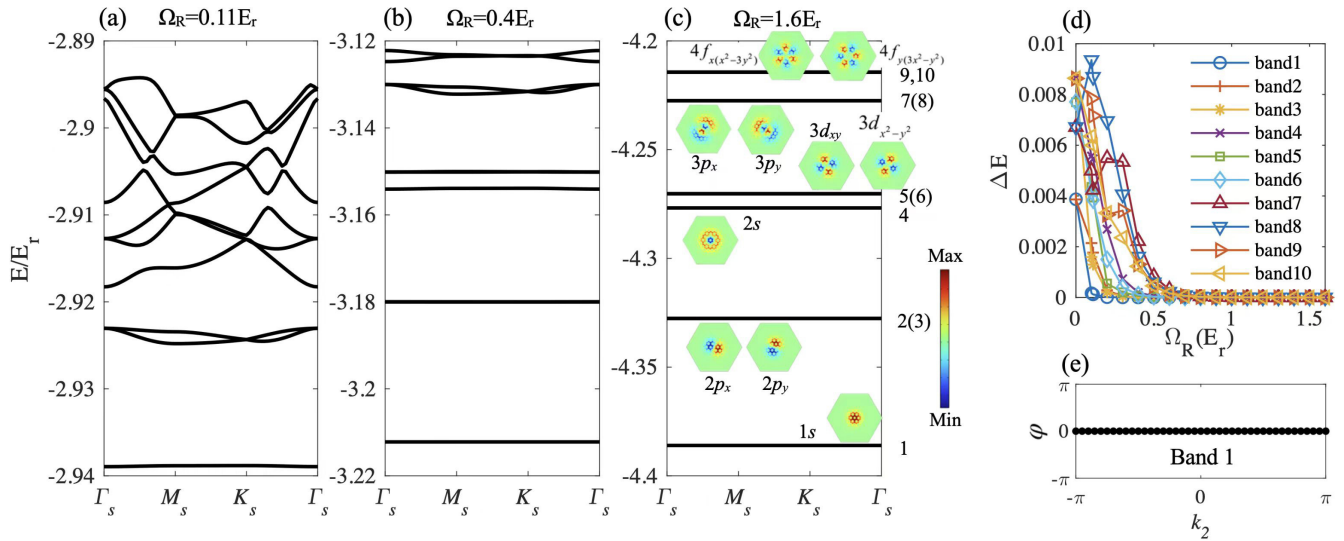 (a) Ω_R=0.11E_r
E/E_r
-2.89
-2.9
-2.91
-2.92
-2.93
-2.94
Γ_s M_s K_s Γ_s
(b) Ω_R=0.4E_r
-3.12
-3.14
-3.16
-3.18
-3.2
-3.22
Γ_s M_s K_s Γ_s
(c) Ω_R=1.6E_r
-4.2
-4.25
-4.3
-4.35
-4.4
4f_{x(x²-3y²)} 4f_{y(3x²-y²)}
9,10
7(8)
3p_x 3p_y 3d_{xy} 3d_{x²-y²}
5(6)
4
2s
2(3)
2p_x 2p_y
1s
1
Γ_s M_s K_s Γ_s
Max
Min
(d)
ΔE
0.01
0.008
0.006
0.004
0.002
0
band1
band2
band3
band4
band5
band6
band7
band8
band9
band10
0 0.5 1 1.5
Ω_R(E_r)
(e)
φ
π
0
-π
Band 1
-π 0 π
k_2